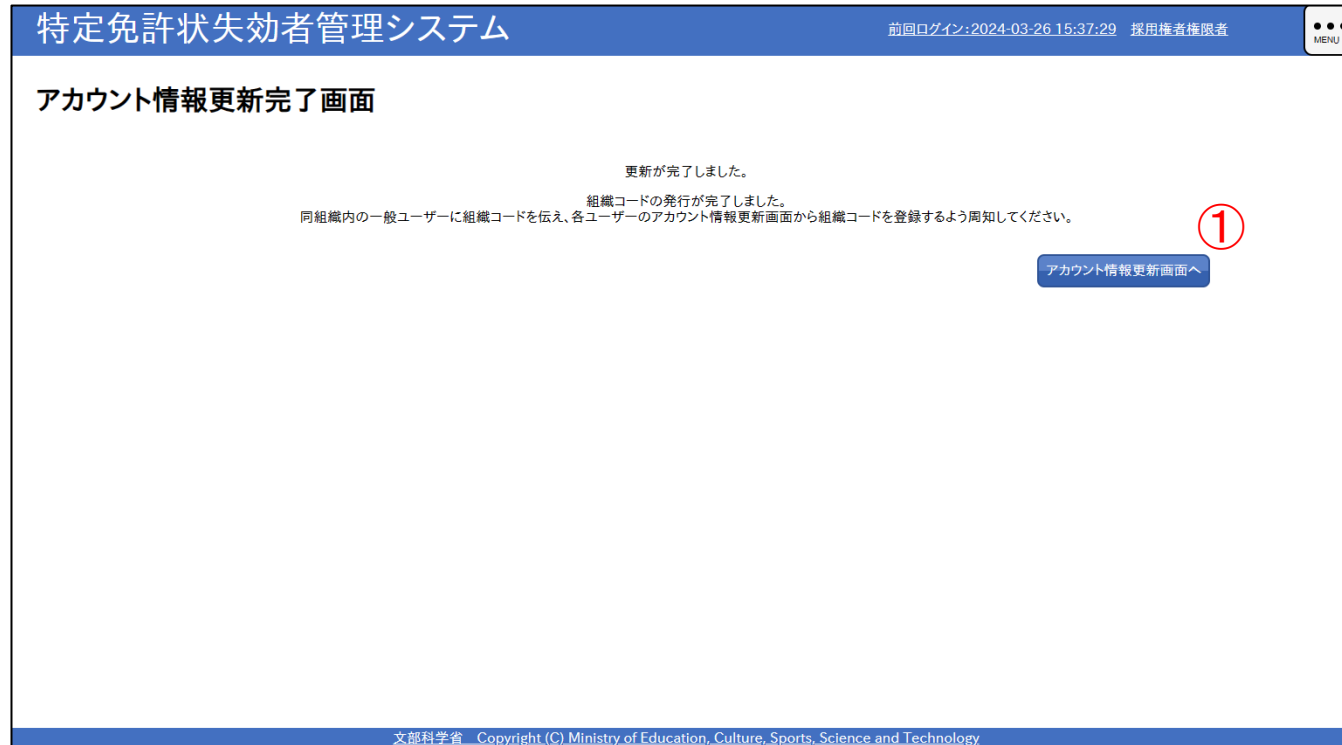 特定免許状失効者管理システム
前回ログイン:2024-03-26 15:37:29 採用権者権限者
MENU
アカウント情報更新完了画面
更新が完了しました。
組織コードの発行が完了しました。
同組織内の一般ユーザーに組織コードを伝え、各ユーザーのアカウント情報更新画面から組織コードを登録するよう周知してください。
①
アカウント情報更新画面へ
文部科学省 Copyright (C) Ministry of Education, Culture, Sports, Science and Technology